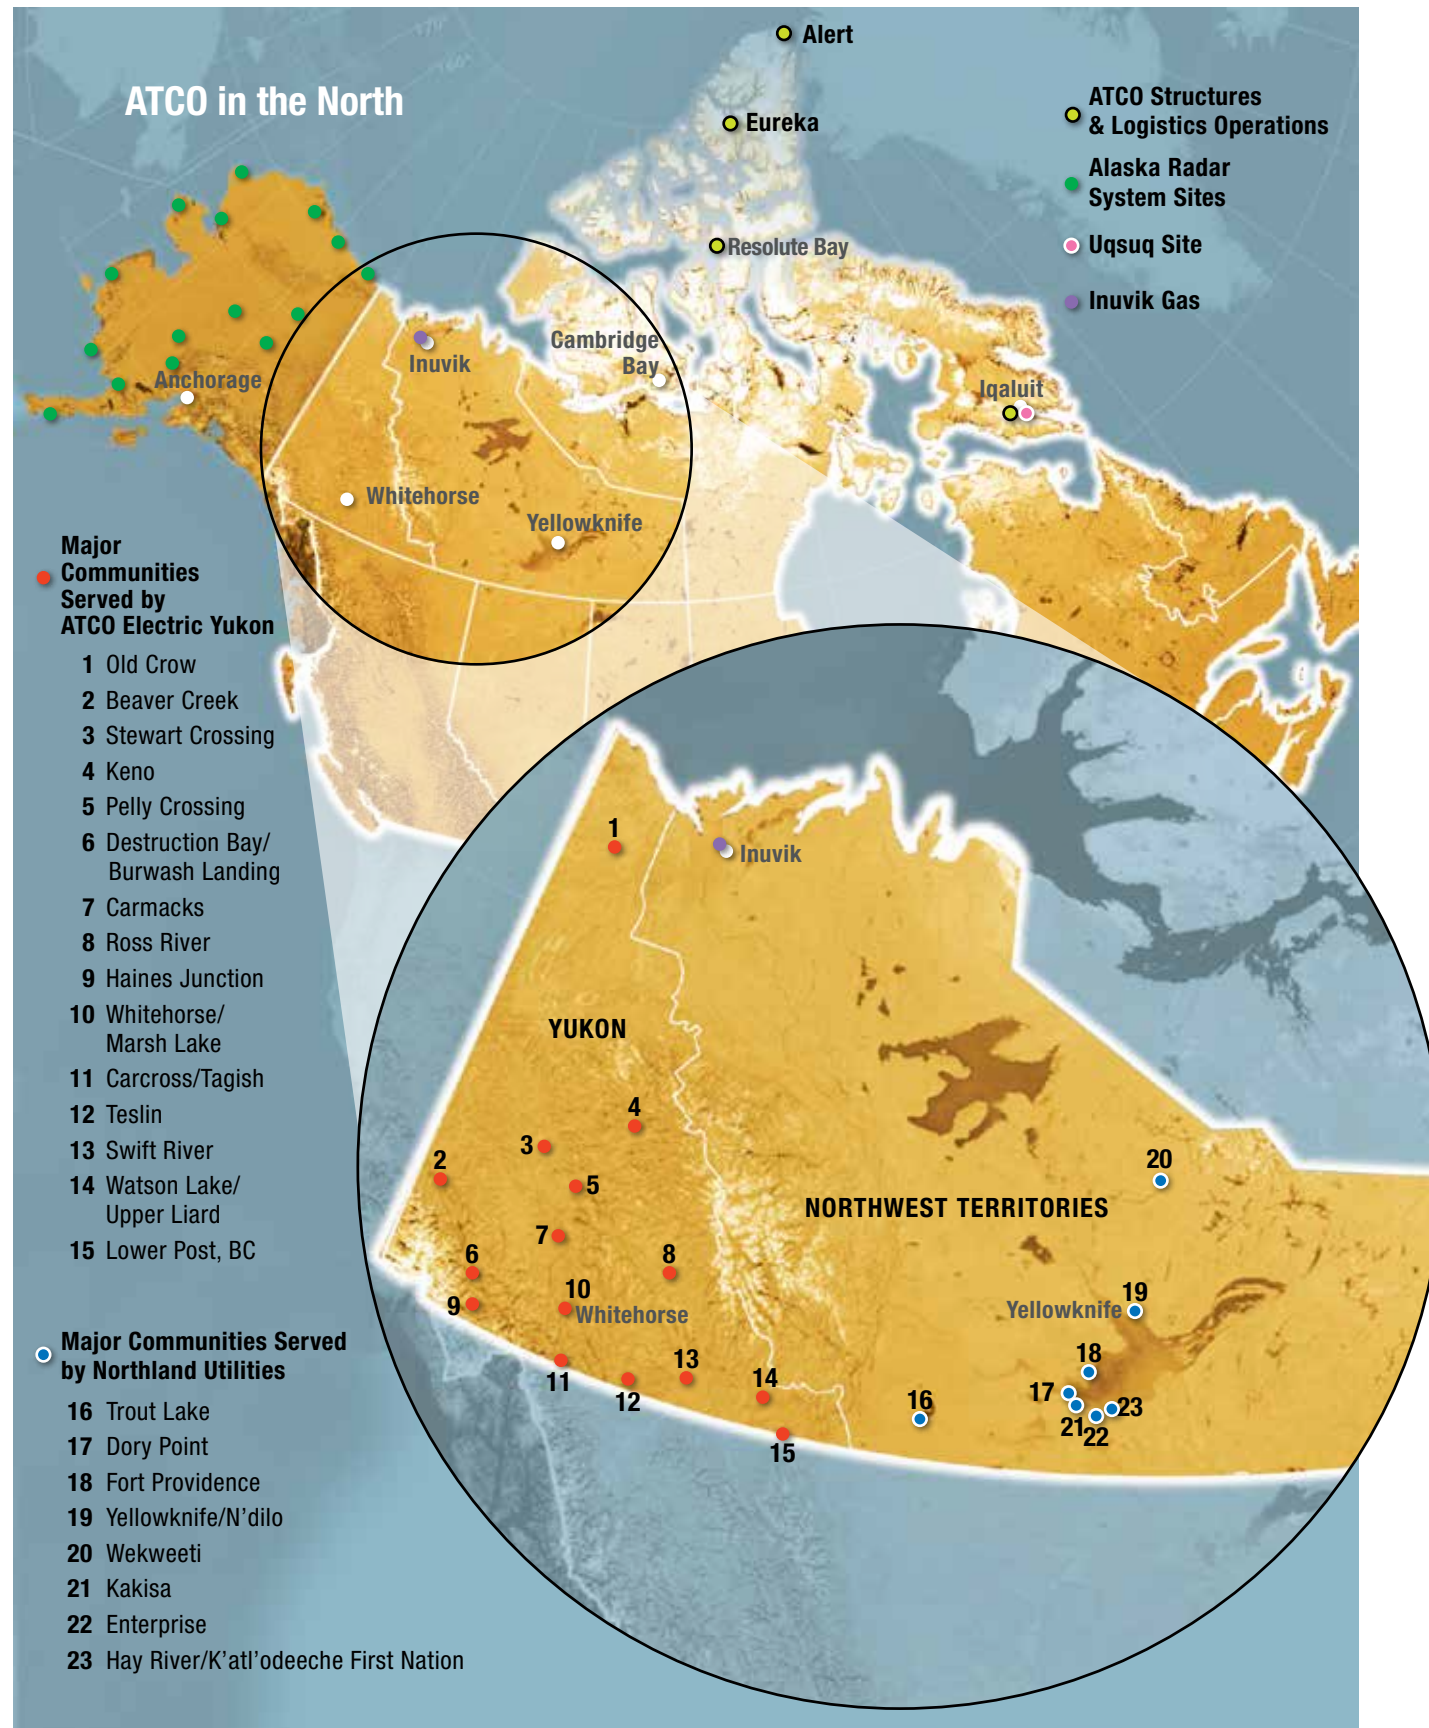 ATCO in the North
Alert
Eureka
Resolute Bay
Cambridge
Bay
Iqaluit
Inuvik
Anchorage
Whitehorse
Yellowknife
ATCO Structures
& Logistics Operations
Alaska Radar
System Sites
Uqsuq Site
Inuvik Gas
Major
Communities
Served by
ATCO Electric Yukon
1 Old Crow
2 Beaver Creek
3 Stewart Crossing
4 Keno
5 Pelly Crossing
6 Destruction Bay/
Burwash Landing
7 Carmacks
8 Ross River
9 Haines Junction
10 Whitehorse/
Marsh Lake
11 Carcross/Tagish
12 Teslin
13 Swift River
14 Watson Lake/
Upper Liard
15 Lower Post, BC
Major Communities Served
by Northland Utilities
16 Trout Lake
17 Dory Point
18 Fort Providence
19 Yellowknife/N'dilo
20 Wekweeti
21 Kakisa
22 Enterprise
23 Hay River/K'atl'odeeche First Nation
1
Inuvik
YUKON
4
3
2
5
20
NORTHWEST TERRITORIES
7
6
8
10
9
Whitehorse
19
Yellowknife
18
13
11
12
14
17
16
23
21
22
15